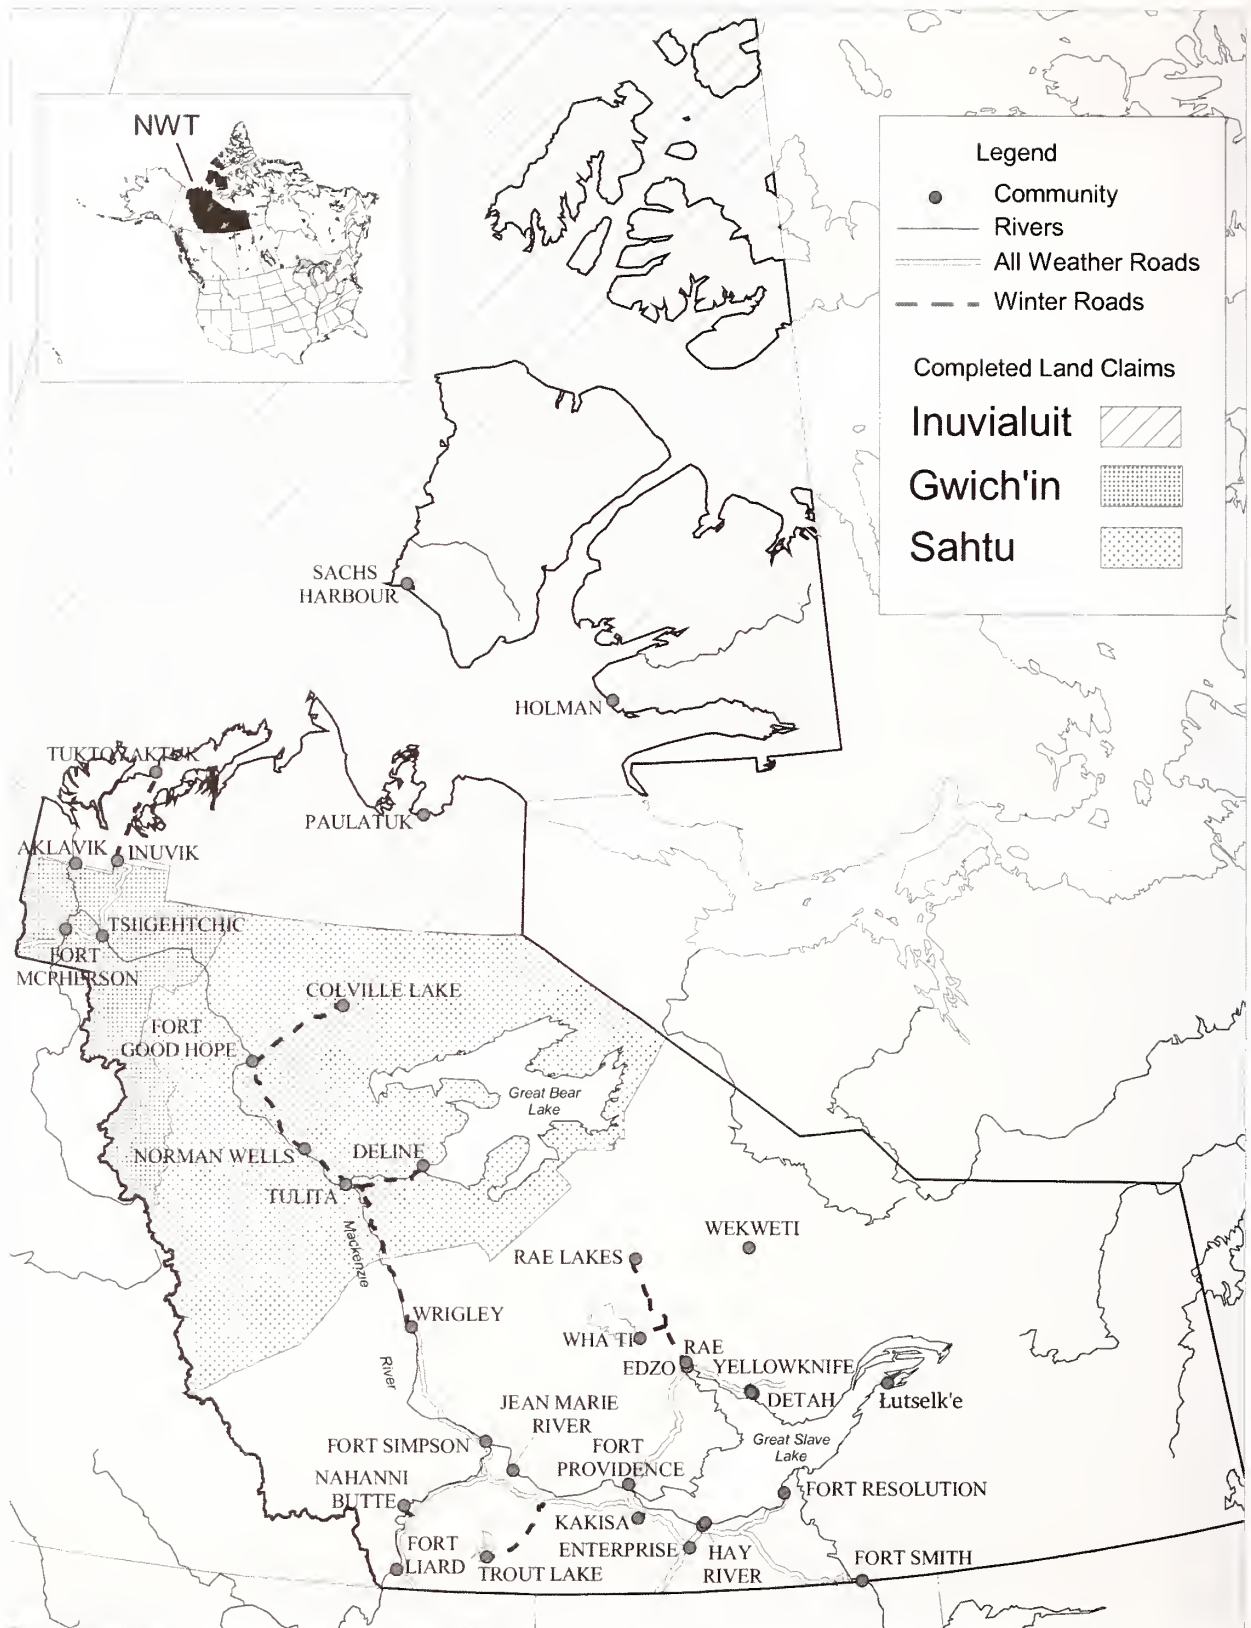 NWT
Legend
Community
Rivers
All Weather Roads
Winter Roads
Completed Land Claims
Inuvialuit
Gwich'in
Sahtu
SACHS
HARBOUR
HOLMAN
TUKTOYAKTUK
PAULATUK
AKLAVIK
INUVIK
TSIIGEHTCHIC
FORT
MCPHERSON
COLVILLE LAKE
FORT
GOOD HOPE
Great Bear
Lake
NORMAN WELLS
DELINE
TULITA
Mackenzie
River
WEKWETI
RAE LAKES
WRIGLEY
WHA TI
RAE
EDZO
YELLOWKNIFE
DETAH
Łutselk'e
JEAN MARIE
RIVER
Great Slave
Lake
FORT SIMPSON
FORT
PROVIDENCE
NAHANNI
BUTTE
FORT RESOLUTION
KAKISA
ENTERPRISE
HAY
RIVER
FORT
LIARD
TROUT LAKE
FORT SMITH